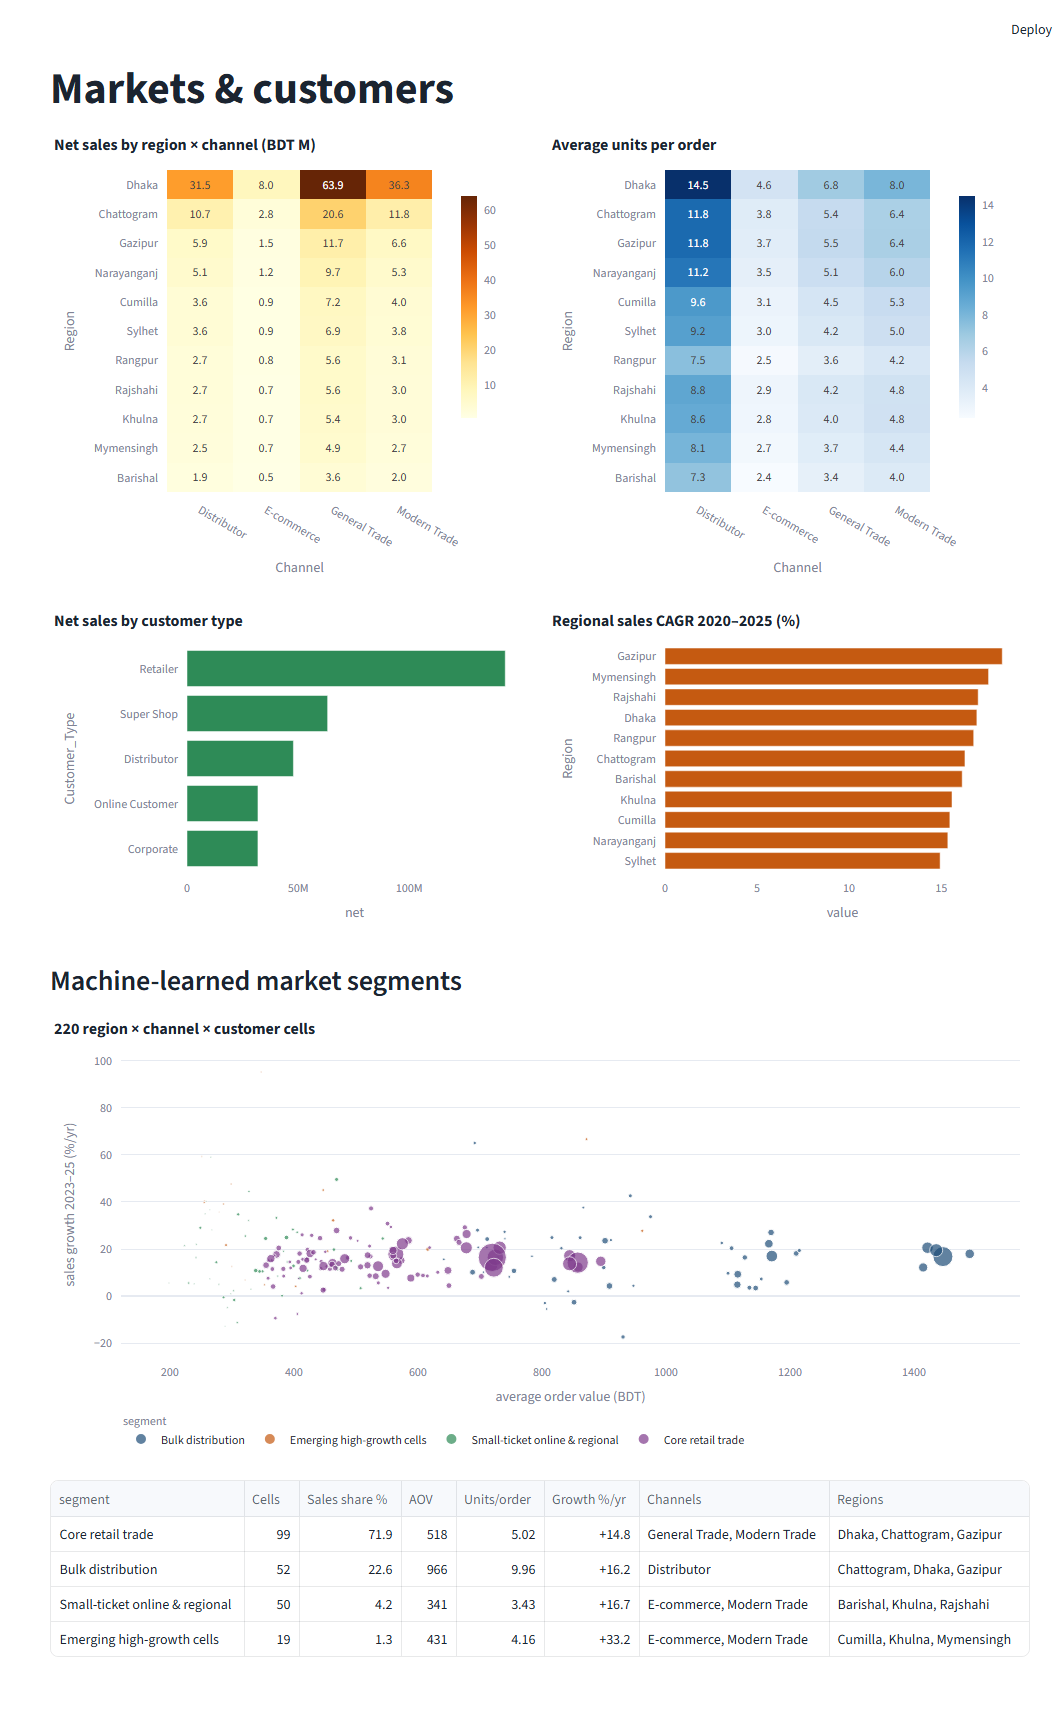 Deploy
Markets & customers
Net sales by region × channel (BDT M)
Region
Dhaka 31.5 8.0 63.9 36.3
Chattogram 10.7 2.8 20.6 11.8
Gazipur 5.9 1.5 11.7 6.6
Narayanganj 5.1 1.2 9.7 5.3
Cumilla 3.6 0.9 7.2 4.0
Sylhet 3.6 0.9 6.9 3.8
Rangpur 2.7 0.8 5.6 3.1
Rajshahi 2.7 0.7 5.6 3.0
Khulna 2.7 0.7 5.4 3.0
Mymensingh 2.5 0.7 4.9 2.7
Barishal 1.9 0.5 3.6 2.0
Distributor E-commerce General Trade Modern Trade
Channel
60
50
40
30
20
10
Average units per order
Region
Dhaka 14.5 4.6 6.8 8.0
Chattogram 11.8 3.8 5.4 6.4
Gazipur 11.8 3.7 5.5 6.4
Narayanganj 11.2 3.5 5.1 6.0
Cumilla 9.6 3.1 4.5 5.3
Sylhet 9.2 3.0 4.2 5.0
Rangpur 7.5 2.5 3.6 4.2
Rajshahi 8.8 2.9 4.2 4.8
Khulna 8.6 2.8 4.0 4.8
Mymensingh 8.1 2.7 3.7 4.4
Barishal 7.3 2.4 3.4 4.0
Distributor E-commerce General Trade Modern Trade
Channel
14
12
10
8
6
4
Net sales by customer type
Customer_Type
Retailer
Super Shop
Distributor
Online Customer
Corporate
0 50M 100M
net
Regional sales CAGR 2020–2025 (%)
Region
Gazipur
Mymensingh
Rajshahi
Dhaka
Rangpur
Chattogram
Barishal
Khulna
Cumilla
Narayanganj
Sylhet
0 5 10 15
value
Machine-learned market segments
220 region × channel × customer cells
sales growth 2023–25 (%/yr)
100
80
60
40
20
0
−20
200 400 600 800 1000 1200 1400
average order value (BDT)
segment
Bulk distribution Emerging high-growth cells Small-ticket online & regional Core retail trade
segment Cells Sales share % AOV Units/order Growth %/yr Channels Regions
Core retail trade 99 71.9 518 5.02 +14.8 General Trade, Modern Trade Dhaka, Chattogram, Gazipur
Bulk distribution 52 22.6 966 9.96 +16.2 Distributor Chattogram, Dhaka, Gazipur
Small-ticket online & regional 50 4.2 341 3.43 +16.7 E-commerce, Modern Trade Barishal, Khulna, Rajshahi
Emerging high-growth cells 19 1.3 431 4.16 +33.2 E-commerce, Modern Trade Cumilla, Khulna, Mymensingh